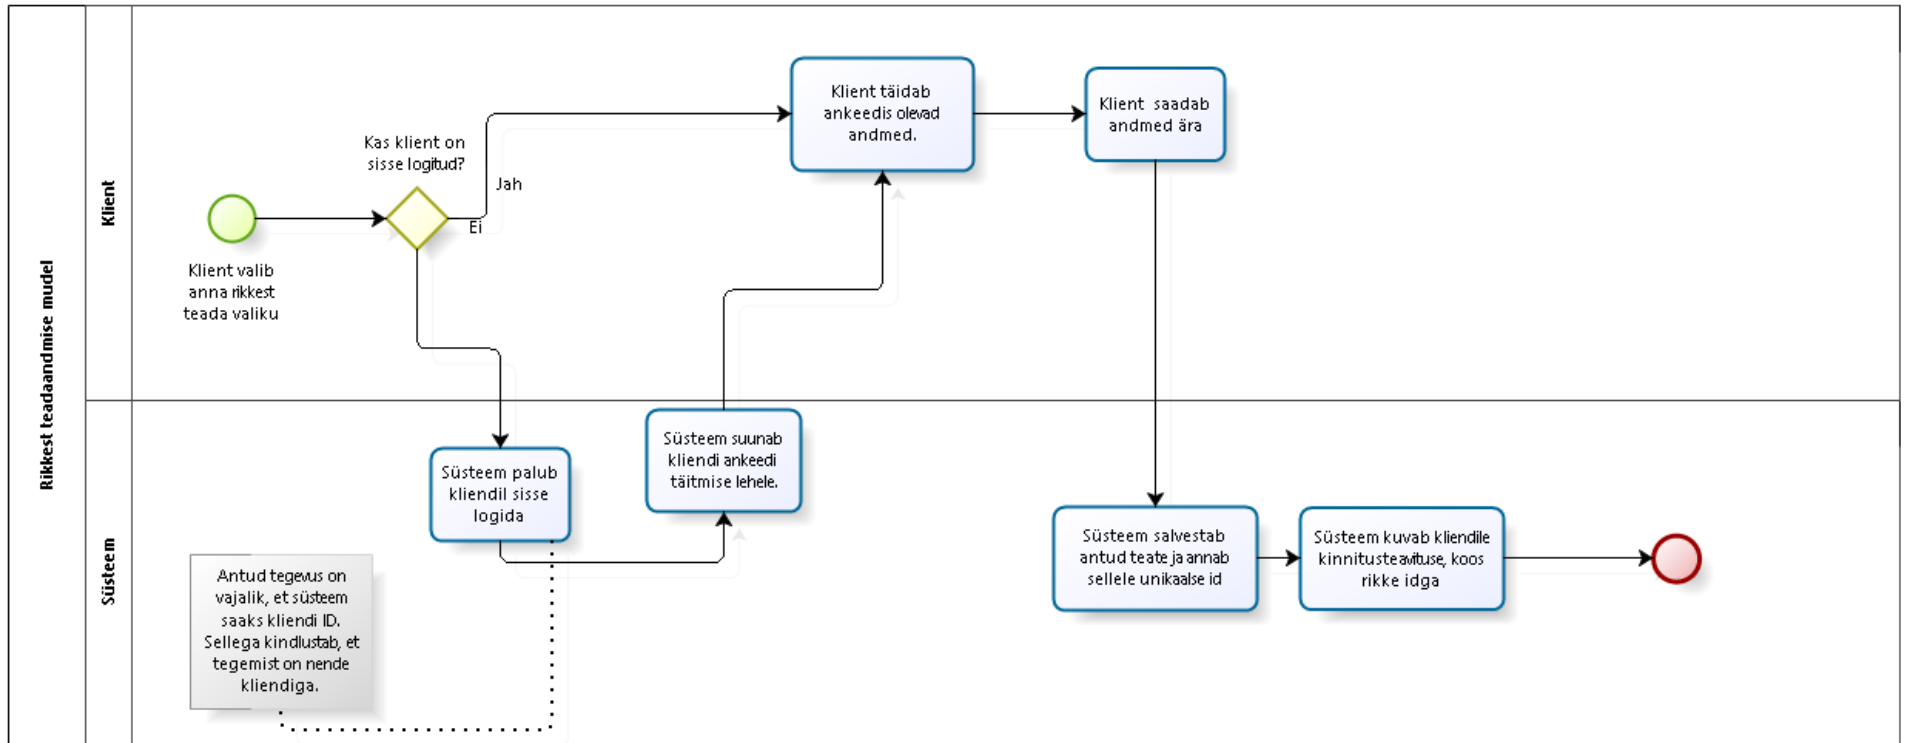 Rikkest teadaandmise mudel
Klient
Kas klient on
sisse logitud?
Jah
Ei
Klient valib
anna rikkest
teada valiku
Klient täidab
ankeedis olevad
andmed.
Klient saadab
andmed ära
Süsteem
Süsteem palub
kliendil sisse
logida
Süsteem suunab
kliendi ankeedi
täitmise lehele.
Antud tegevus on
vajalik, et süsteem
saaks kliendi ID.
Sellega kindlustab, et
tegemist on nende
kliendiga.
Süsteem salvestab
antud teate ja annab
sellele unikaalse id
Süsteem kuvab kliendile
kinnitusteavituse, koos
rikke idga